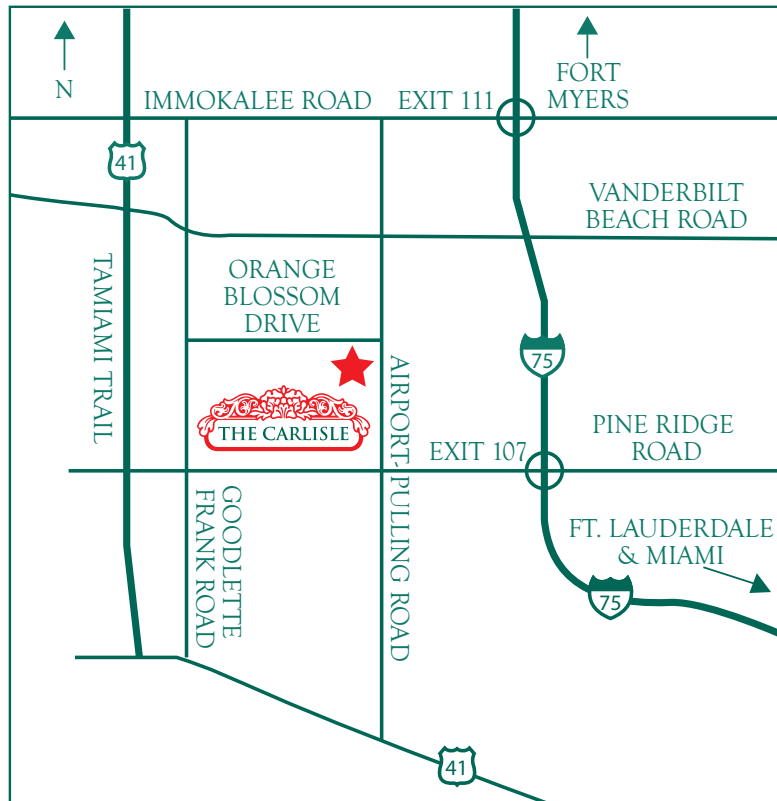 N
FORT
MYERS
IMMOKALEE ROAD
EXIT 111
41
VANDERBILT
BEACH ROAD
TAMIAMI TRAIL
ORANGE
BLOSSOM
DRIVE
75
AIRPORT-PULLING ROAD
THE CARLISLE
PINE RIDGE
ROAD
EXIT 107
GOODLETTE
FRANK ROAD
FT. LAUDERDALE
& MIAMI
75
41